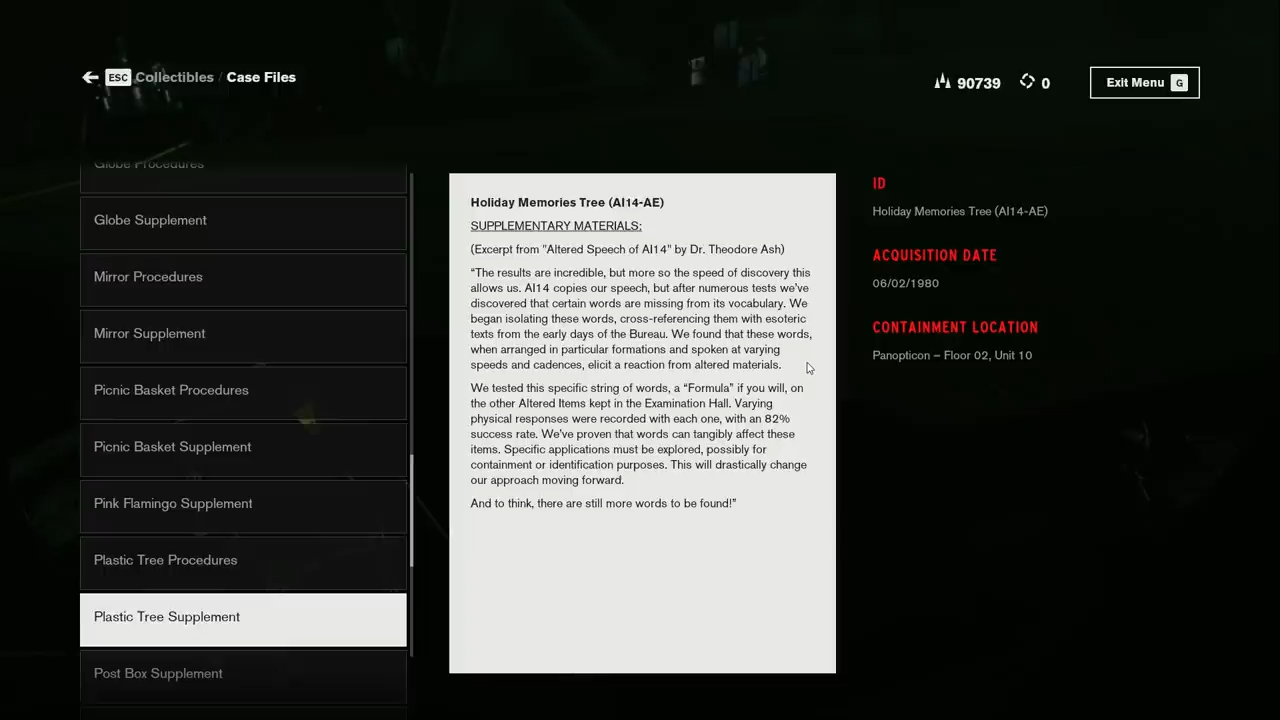 ESC Collectibles / Case Files
90739
0
Exit Menu G
Globe Procedures
Globe Supplement
Mirror Procedures
Mirror Supplement
Picnic Basket Procedures
Picnic Basket Supplement
Pink Flamingo Supplement
Plastic Tree Procedures
Plastic Tree Supplement
Post Box Supplement
Holiday Memories Tree (AI14-AE)
SUPPLEMENTARY MATERIALS:
(Excerpt from "Altered Speech of AI14" by Dr. Theodore Ash)
“The results are incredible, but more so the speed of discovery this
allows us. AI14 copies our speech, but after numerous tests we’ve
discovered that certain words are missing from its vocabulary. We
began isolating these words, cross-referencing them with esoteric
texts from the early days of the Bureau. We found that these words,
when arranged in particular formations and spoken at varying
speeds and cadences, elicit a reaction from altered materials.
We tested this specific string of words, a “Formula” if you will, on
the other Altered Items kept in the Examination Hall. Varying
physical responses were recorded with each one, with an 82%
success rate. We’ve proven that words can tangibly affect these
items. Specific applications must be explored, possibly for
containment or identification purposes. This will drastically change
our approach moving forward.
And to think, there are still more words to be found!”
ID
Holiday Memories Tree (AI14-AE)
ACQUISITION DATE
06/02/1980
CONTAINMENT LOCATION
Panopticon – Floor 02, Unit 10